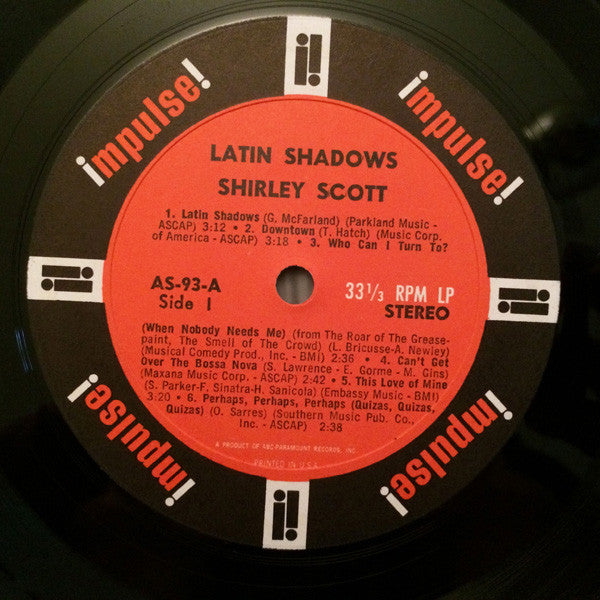 impulse!
impulse!
LATIN SHADOWS
SHIRLEY SCOTT
1. Latin Shadows (G. McFarland) (Parkland Music -
ASCAP) 3:12 • 2. Downtown (T. Hatch) (Music Corp.
of America - ASCAP) 3:18 • 3. Who Can I Turn To?
AS-93-A
Side 1
33 1/3 RPM LP
STEREO
(When Nobody Needs Me) (from The Roar of The Grease-
paint, The Smell of The Crowd) (L. Bricusse-A. Newley)
(Musical Comedy Prod., Inc. - BMI) 2:36 • 4. Can't Get
Over The Bossa Nova (S. Lawrence - E. Gorme - M. Gins)
(Maxana Music Corp. - ASCAP) 2:42 • 5. This Love of Mine
(S. Parker-F. Sinatra-H. Sanicola) (Embassy Music - BMI)
3:20 • 6. Perhaps, Perhaps, Perhaps (Quizas, Quizas,
Quizas) (O. Sarres) (Southern Music Pub. Co.,
Inc. - ASCAP) 2:38
A PRODUCT OF ABC-PARAMOUNT RECORDS, INC.
PRINTED IN U.S.A.
impulse!
impulse!